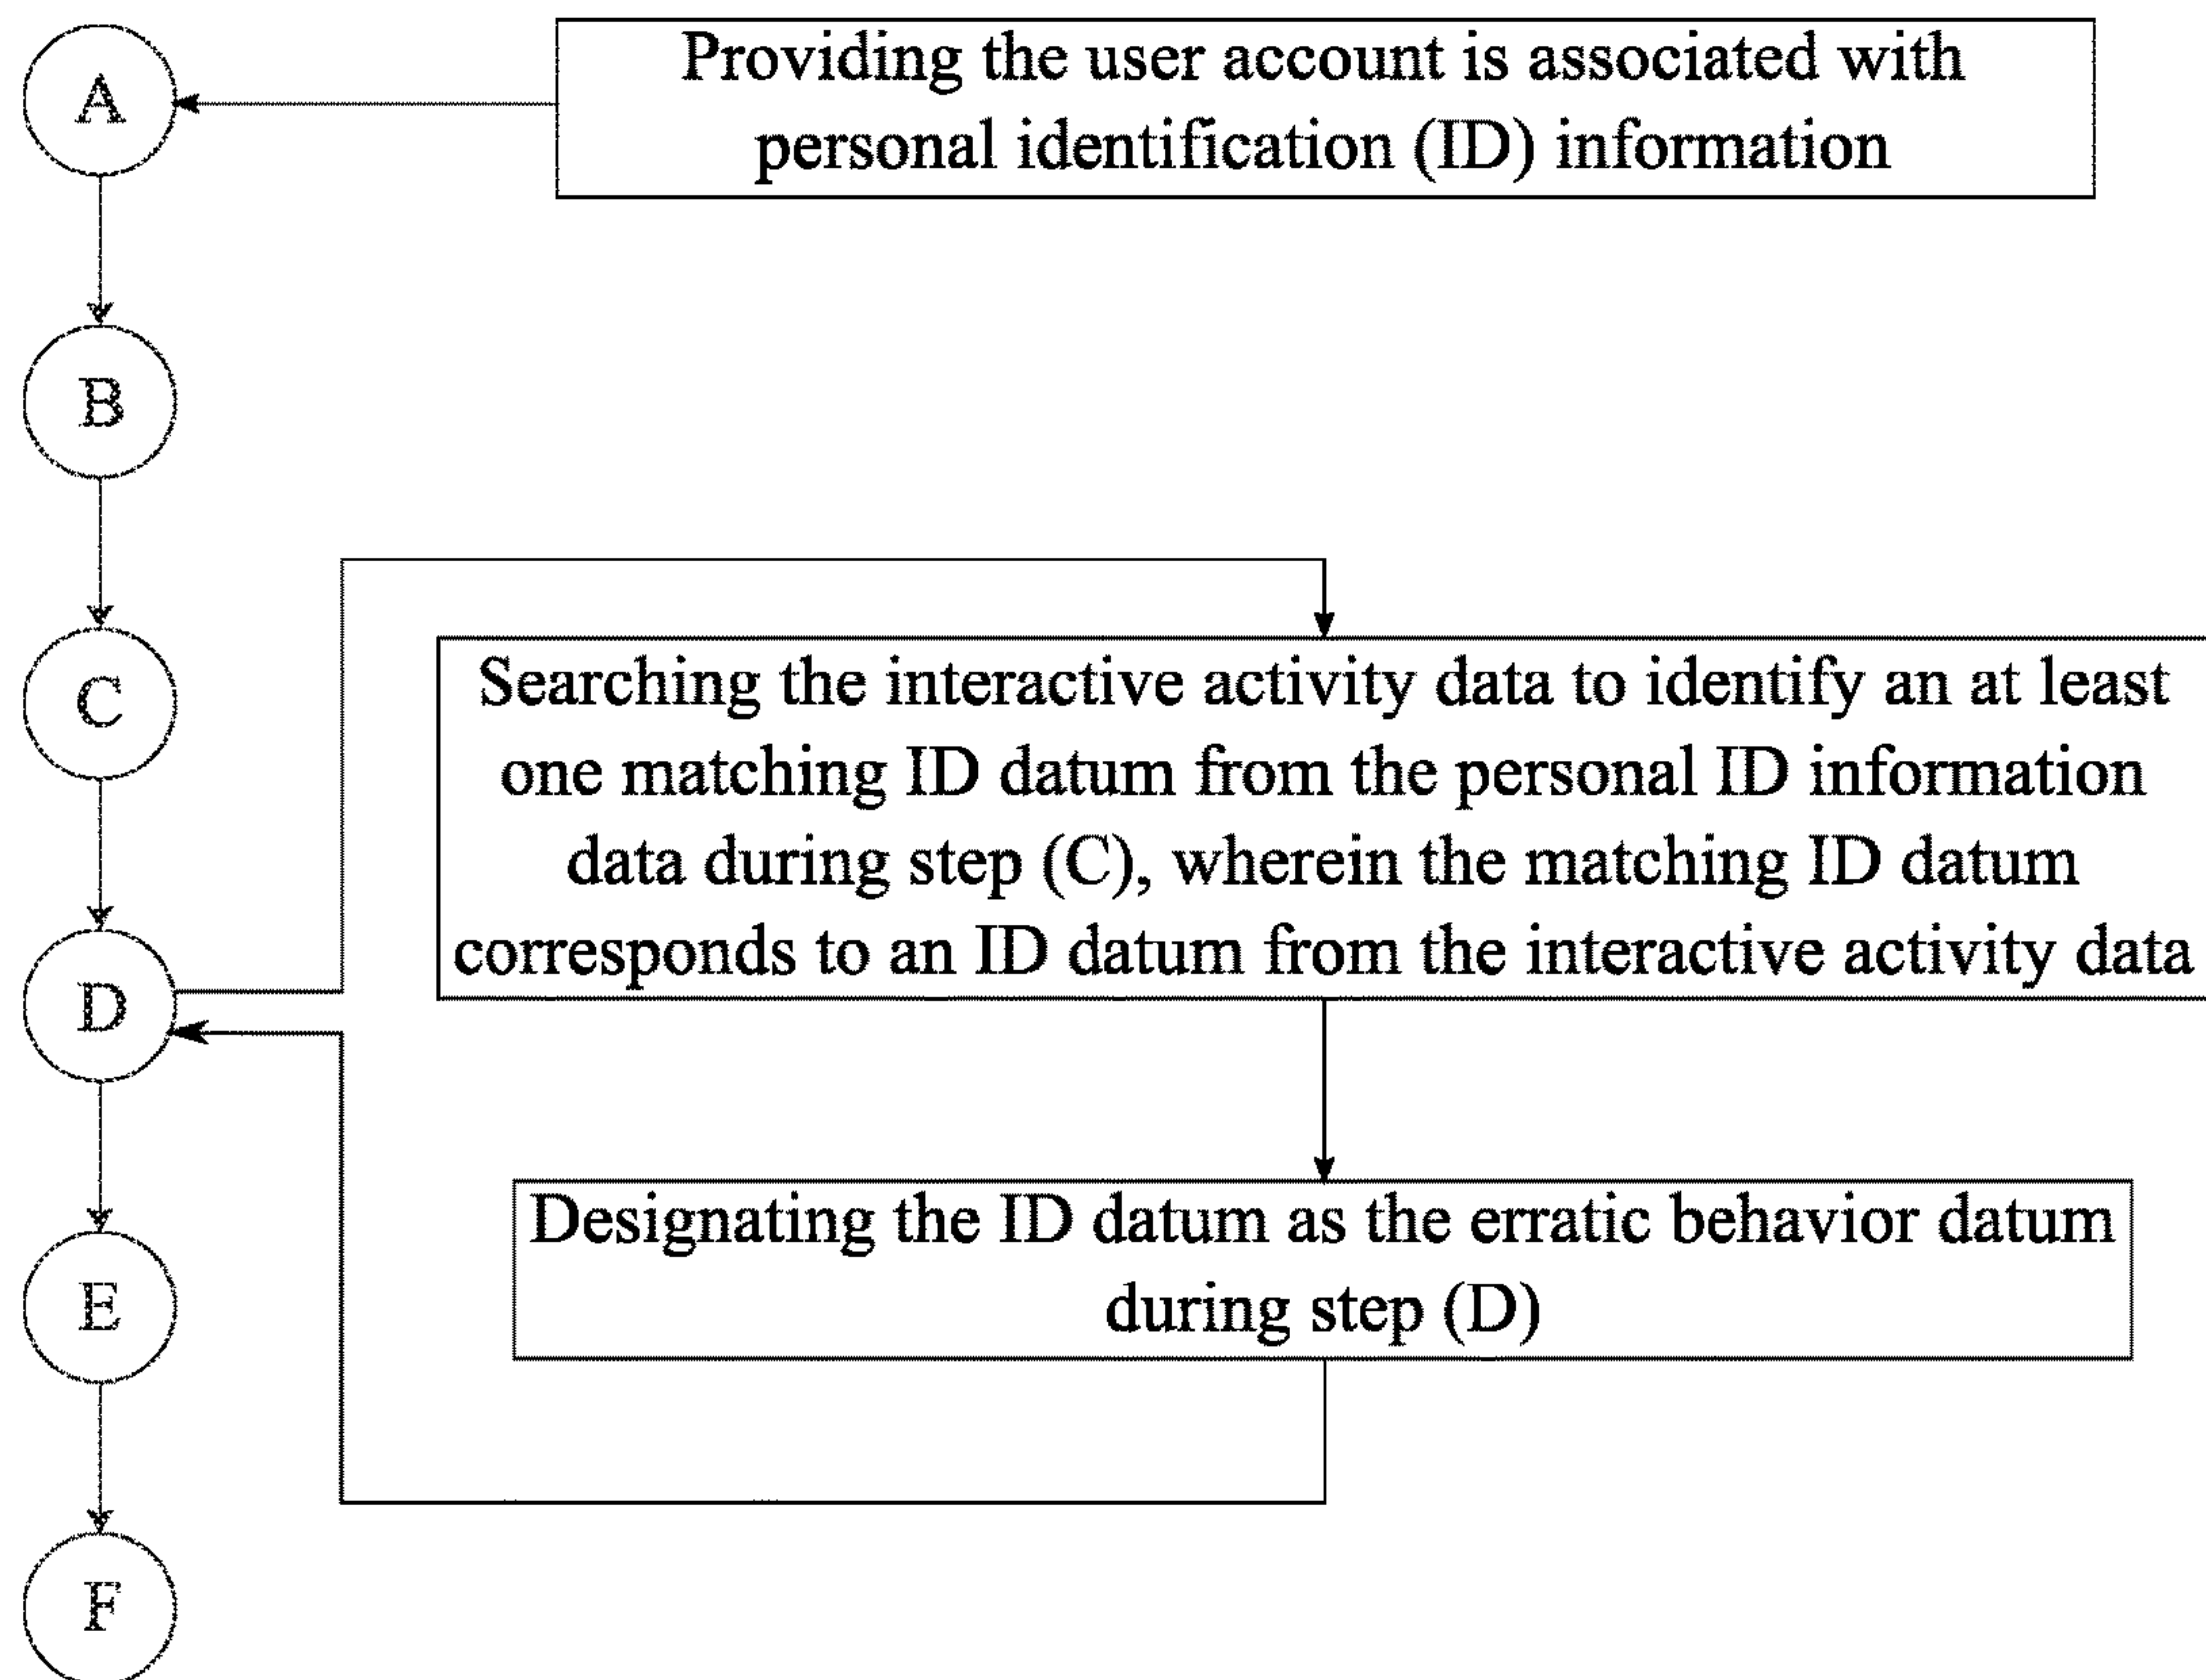 A
Providing the user account is associated with
personal identification (ID) information
B
C
Searching the interactive activity data to identify an at least
one matching ID datum from the personal ID information
data during step (C), wherein the matching ID datum
corresponds to an ID datum from the interactive activity data
D
Designating the ID datum as the erratic behavior datum
during step (D)
E
F